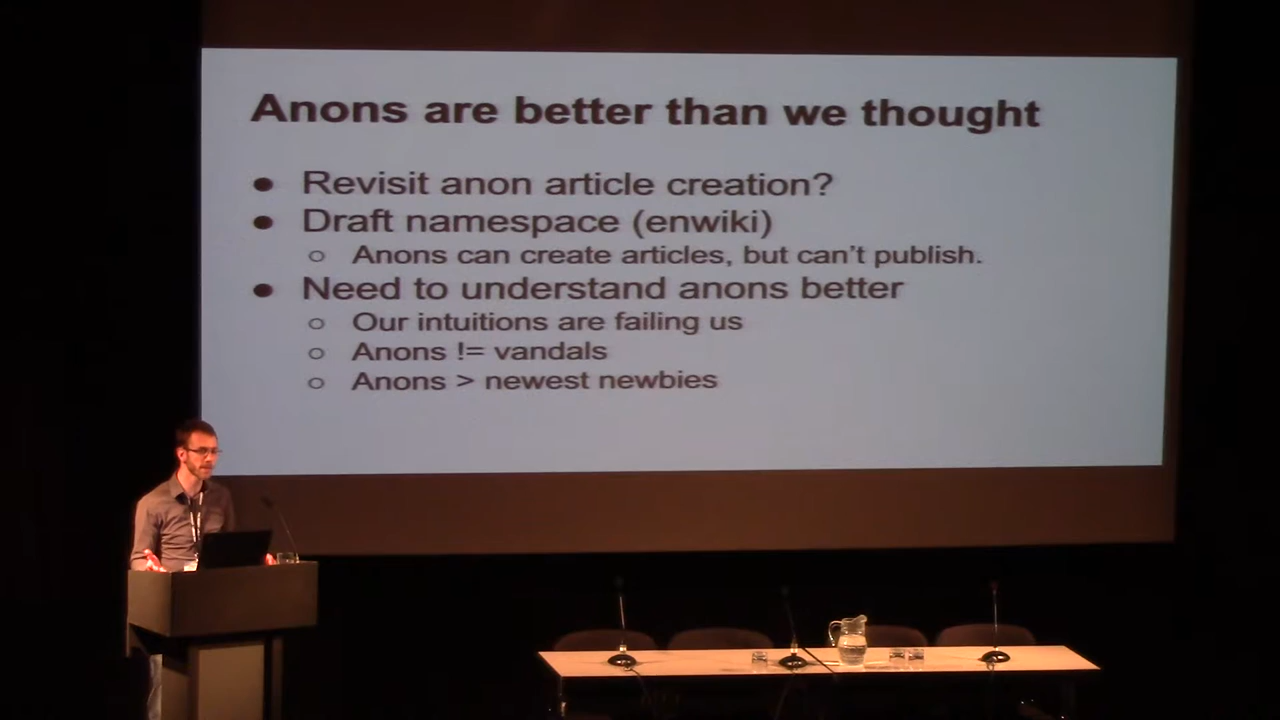 Anons are better than we thought
● Revisit anon article creation?
● Draft namespace (enwiki)
○ Anons can create articles, but can't publish.
● Need to understand anons better
○ Our intuitions are failing us
○ Anons != vandals
○ Anons > newest newbies